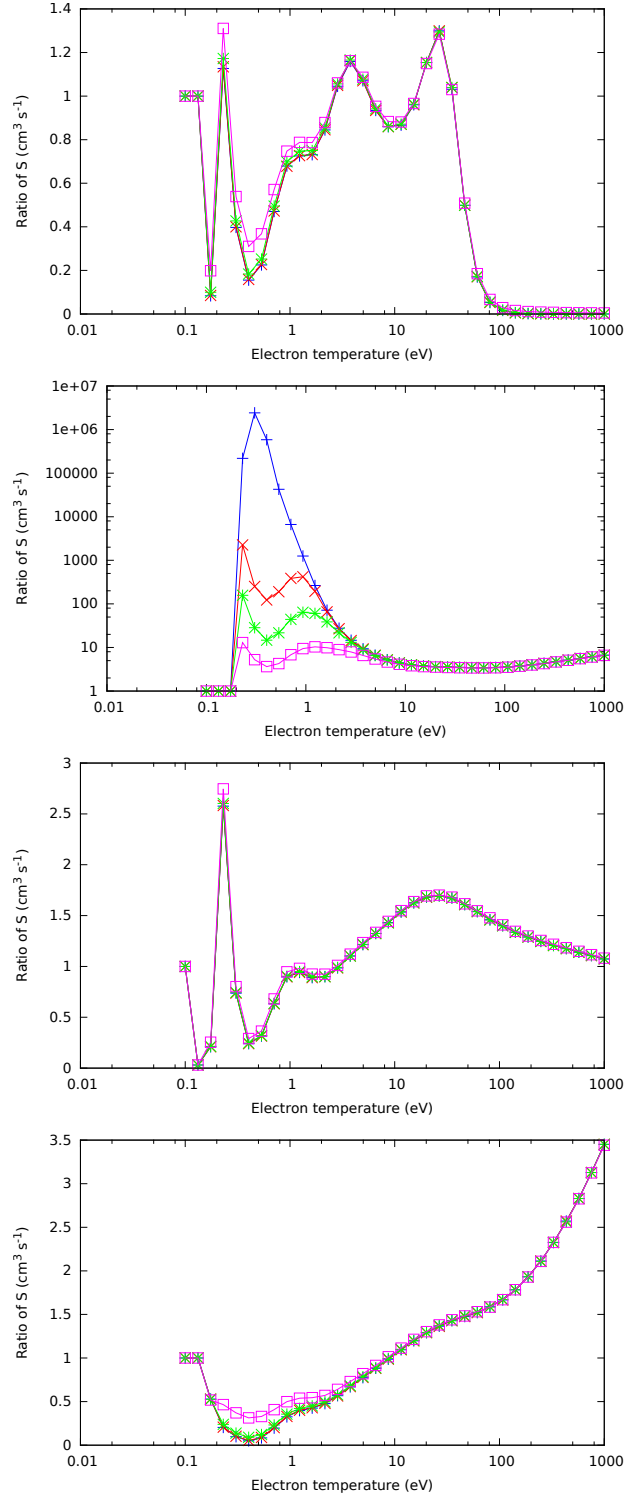 1.4
1.2
1
0.8
0.6
0.4
0.2
0
Ratio of S (cm³ s⁻¹)
0.01 0.1 1 10 100 1000
Electron temperature (eV)
1e+07
1e+06
100000
10000
1000
100
10
1
Ratio of S (cm³ s⁻¹)
0.01 0.1 1 10 100 1000
Electron temperature (eV)
3
2.5
2
1.5
1
0.5
0
Ratio of S (cm³ s⁻¹)
0.01 0.1 1 10 100 1000
Electron temperature (eV)
3.5
3
2.5
2
1.5
1
0.5
0
Ratio of S (cm³ s⁻¹)
0.01 0.1 1 10 100 1000
Electron temperature (eV)